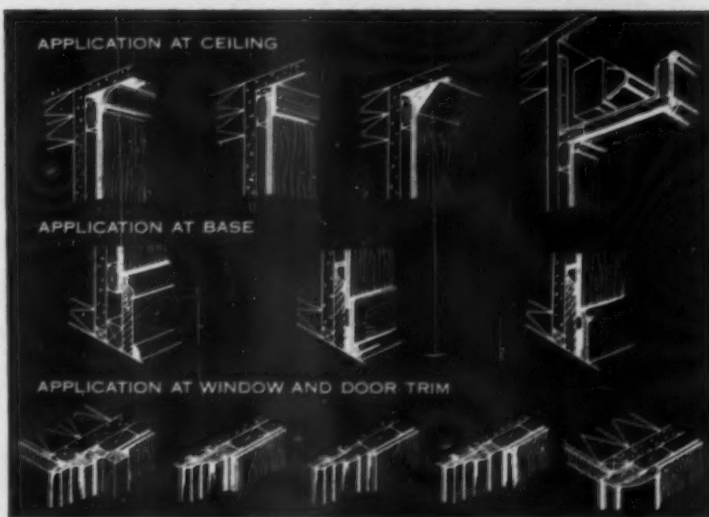 APPLICATION AT CEILING
APPLICATION AT BASE
APPLICATION AT WINDOW AND DOOR TRIM